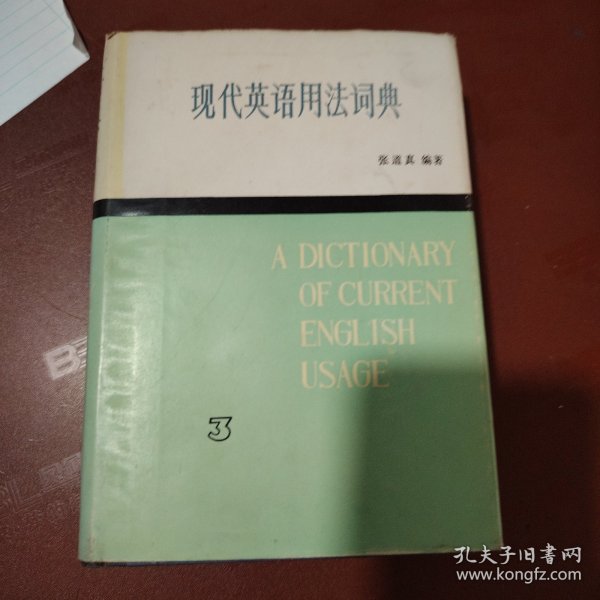 现代英语用法词典
张道真 编著
A DICTIONARY
OF CURRENT
ENGLISH
USAGE
3
孔夫子旧书网
www.kongfz.com